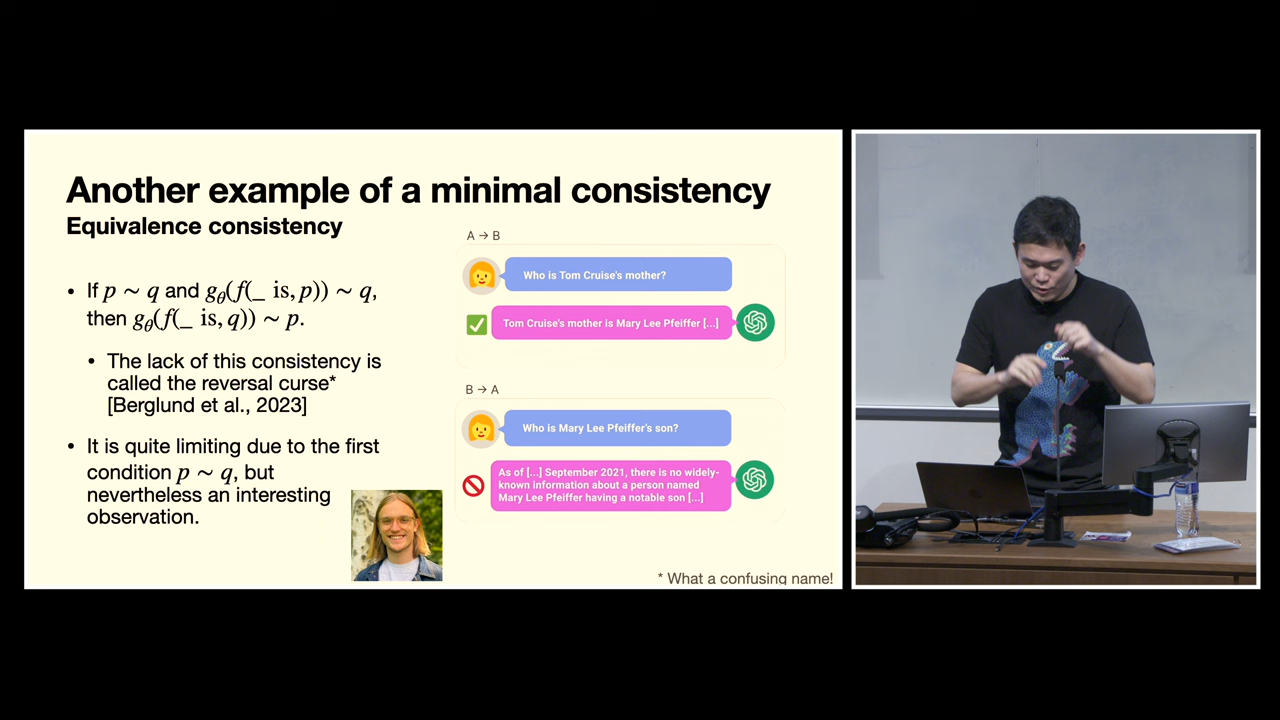 Another example of a minimal consistency
Equivalence consistency
• If p ∼ q and gθ(f(_ is, p)) ∼ q,
then gθ(f(_ is, q)) ∼ p.
• The lack of this consistency is
called the reversal curse*
[Berglund et al., 2023]
• It is quite limiting due to the first
condition p ∼ q, but
nevertheless an interesting
observation.
A → B
Who is Tom Cruise's mother?
Tom Cruise's mother is Mary Lee Pfeiffer [...]
B → A
Who is Mary Lee Pfeiffer's son?
As of [...] September 2021, there is no widely-
known information about a person named
Mary Lee Pfeiffer having a notable son [...]
* What a confusing name!